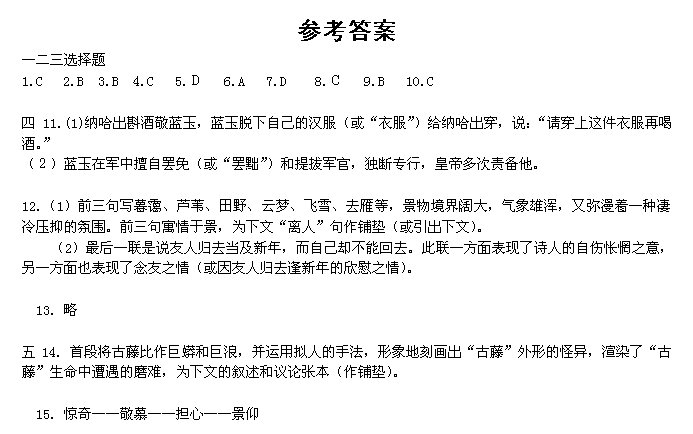 参考答案
一二三选择题
1.C 2.B 3.B 4.C 5.D 6.A 7.D 8.C 9.B 10.C
四 11.(1)纳哈出斟酒敬蓝玉，蓝玉脱下自己的汉服（或“衣服”）给纳哈出穿，说：“请穿上这件衣服再喝
酒。”
（２）蓝玉在军中擅自罢免（或“罢黜”）和提拔军官，独断专行，皇帝多次责备他。
12.（1）前三句写暮霭、芦苇、田野、云梦、飞雪、去雁等，景物境界阔大，气象雄浑，又弥漫着一种凄
冷压抑的氛围。前三句寓情于景，为下文“离人”句作铺垫（或引出下文）。
（2）最后一联是说友人归去当及新年，而自己却不能回去。此联一方面表现了诗人的自伤怅惘之意，
另一方面也表现了念友之情（或因友人归去逢新年的欣慰之情）。
13. 略
五 14. 首段将古藤比作巨蟒和巨浪，并运用拟人的手法，形象地刻画出“古藤”外形的怪异，渲染了“古
藤”生命中遭遇的磨难，为下文的叙述和议论张本（作铺垫）。
15. 惊奇——敬慕——担心——景仰